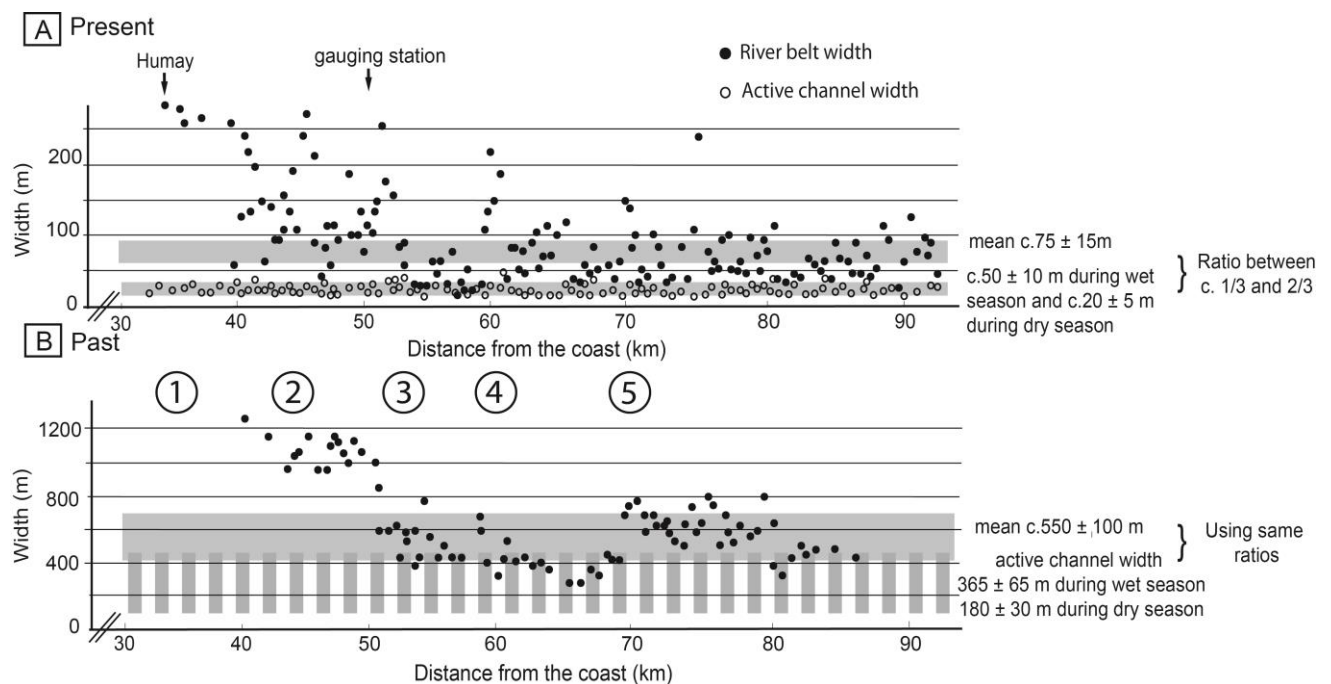 A Present
Humay
gauging station
● River belt width
○ Active channel width
Width (m)
200
100
0
mean c.75 ± 15m
c.50 ± 10 m during wet
season and c.20 ± 5 m
during dry season
} Ratio between
c. 1/3 and 2/3
30 40 50 60 70 80 90
Distance from the coast (km)
B Past
1 2 3 4 5
Width (m)
1200
800
600
400
0
mean c.550 ± 100 m
active channel width
365 ± 65 m during wet season
180 ± 30 m during dry season
} Using same
ratios
30 40 50 60 70 80 90
Distance from the coast (km)